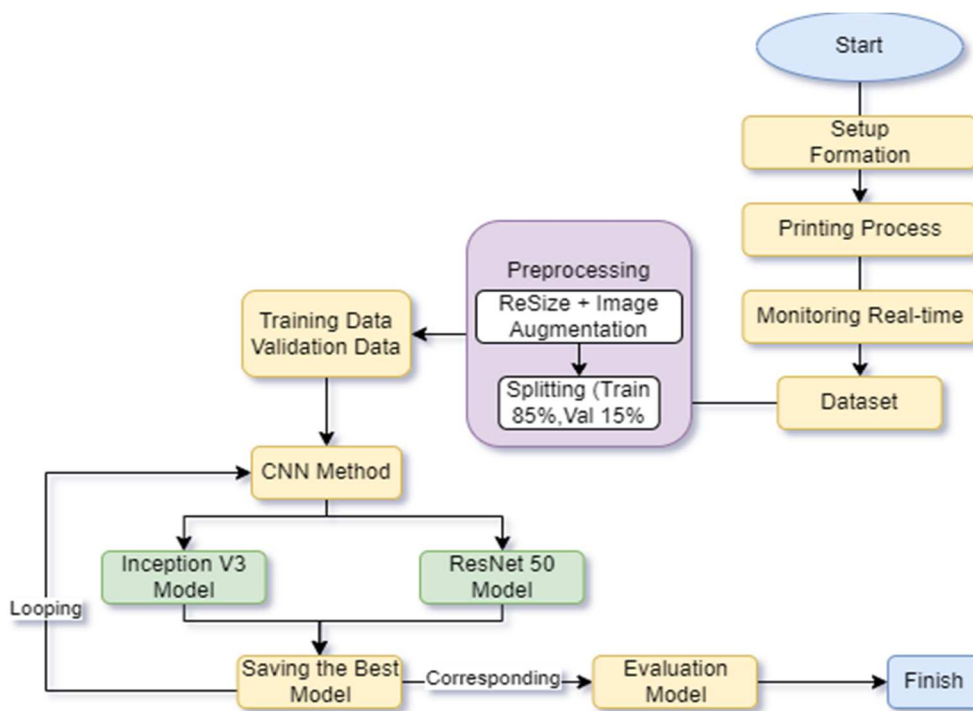 Start
Setup
Formation
Printing Process
Monitoring Real-time
Dataset
Preprocessing
ReSize + Image
Augmentation
Splitting (Train
85%,Val 15%
Training Data
Validation Data
CNN Method
Inception V3
Model
ResNet 50
Model
Looping
Saving the Best
Model
Corresponding
Evaluation
Model
Finish